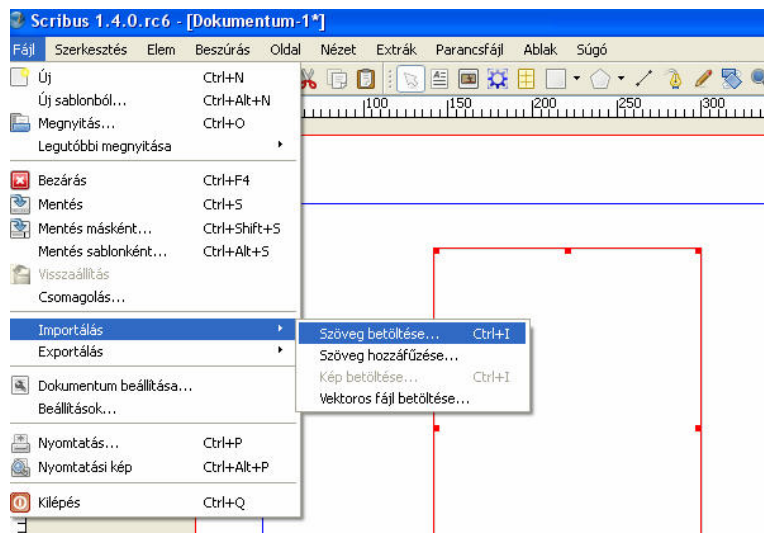 Scribus 1.4.0.rc6 - [Dokumentum-1*]
Fájl Szerkesztés Elem Beszúrás Oldal Nézet Extrák Parancsfájl Ablak Súgó
Új Ctrl+N
Új sablonból... Ctrl+Alt+N
Megnyitás... Ctrl+O
Legutóbbi megnyitása
Bezárás Ctrl+F4
Mentés Ctrl+S
Mentés másként... Ctrl+Shift+S
Mentés sablonként... Ctrl+Alt+S
Visszaállítás
Csomagolás...
Importálás
Exportálás
Dokumentum beállítása...
Beállítások...
Nyomtatás... Ctrl+P
Nyomtatási kép Ctrl+Alt+P
Kilépés Ctrl+Q
Szöveg betöltése... Ctrl+I
Szöveg hozzáfűzése...
Kép betöltése... Ctrl+I
Vektoros fájl betöltése...
100 150 200 250 300